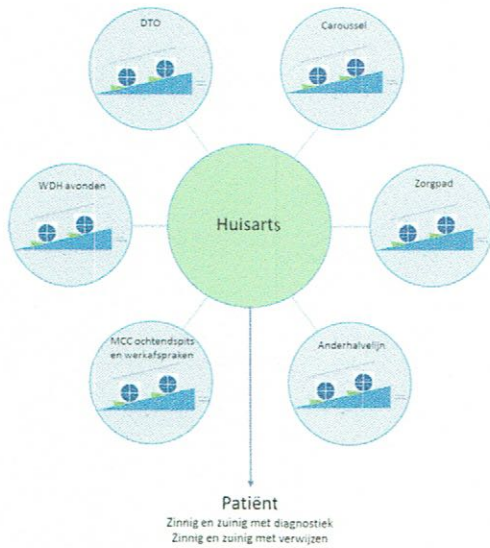 DTO
Caroussel
WDH avonden
Huisarts
Zorgpad
MCC ochtendspits
en werkafspraken
Anderhalvelijn
Patiënt
Zinnig en zuinig met diagnostiek
Zinnig en zuinig met verwijzen